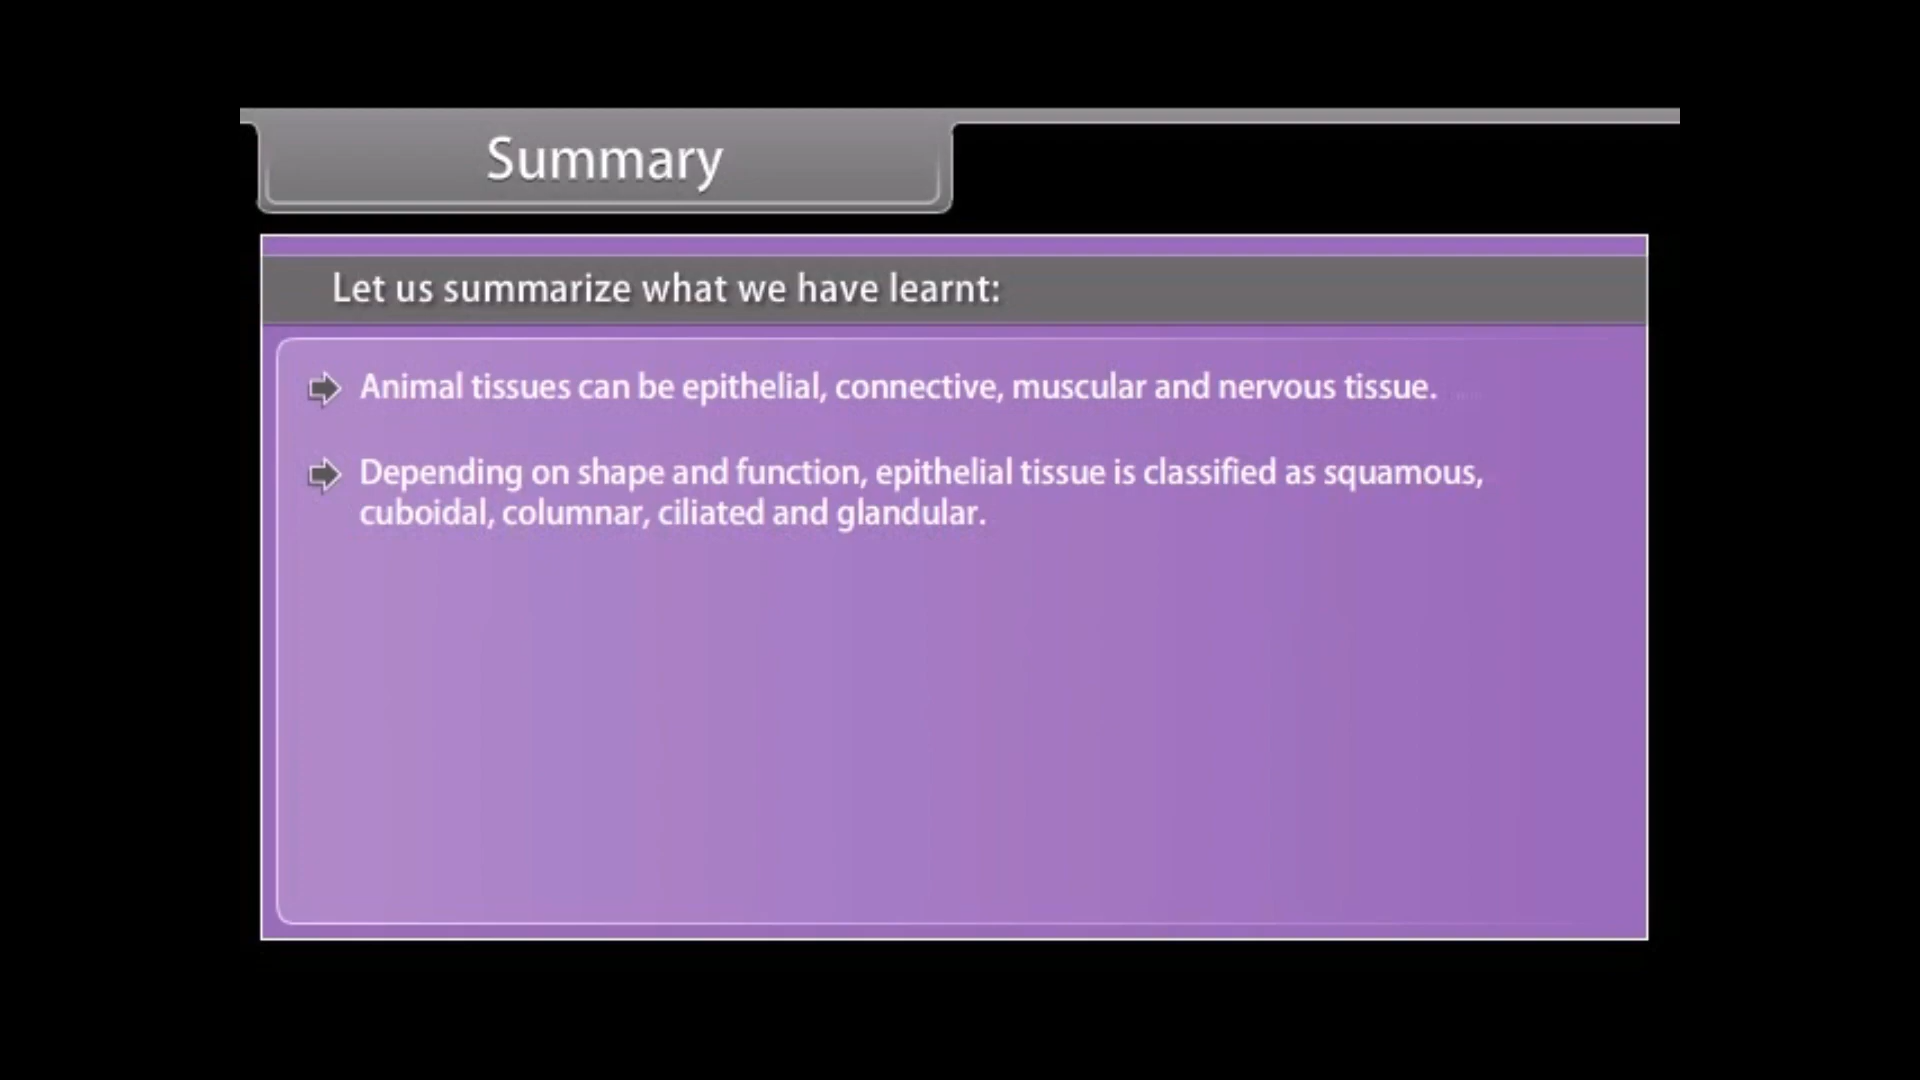 Summary
Let us summarize what we have learnt:
Animal tissues can be epithelial, connective, muscular and nervous tissue.
Depending on shape and function, epithelial tissue is classified as squamous,
cuboidal, columnar, ciliated and glandular.